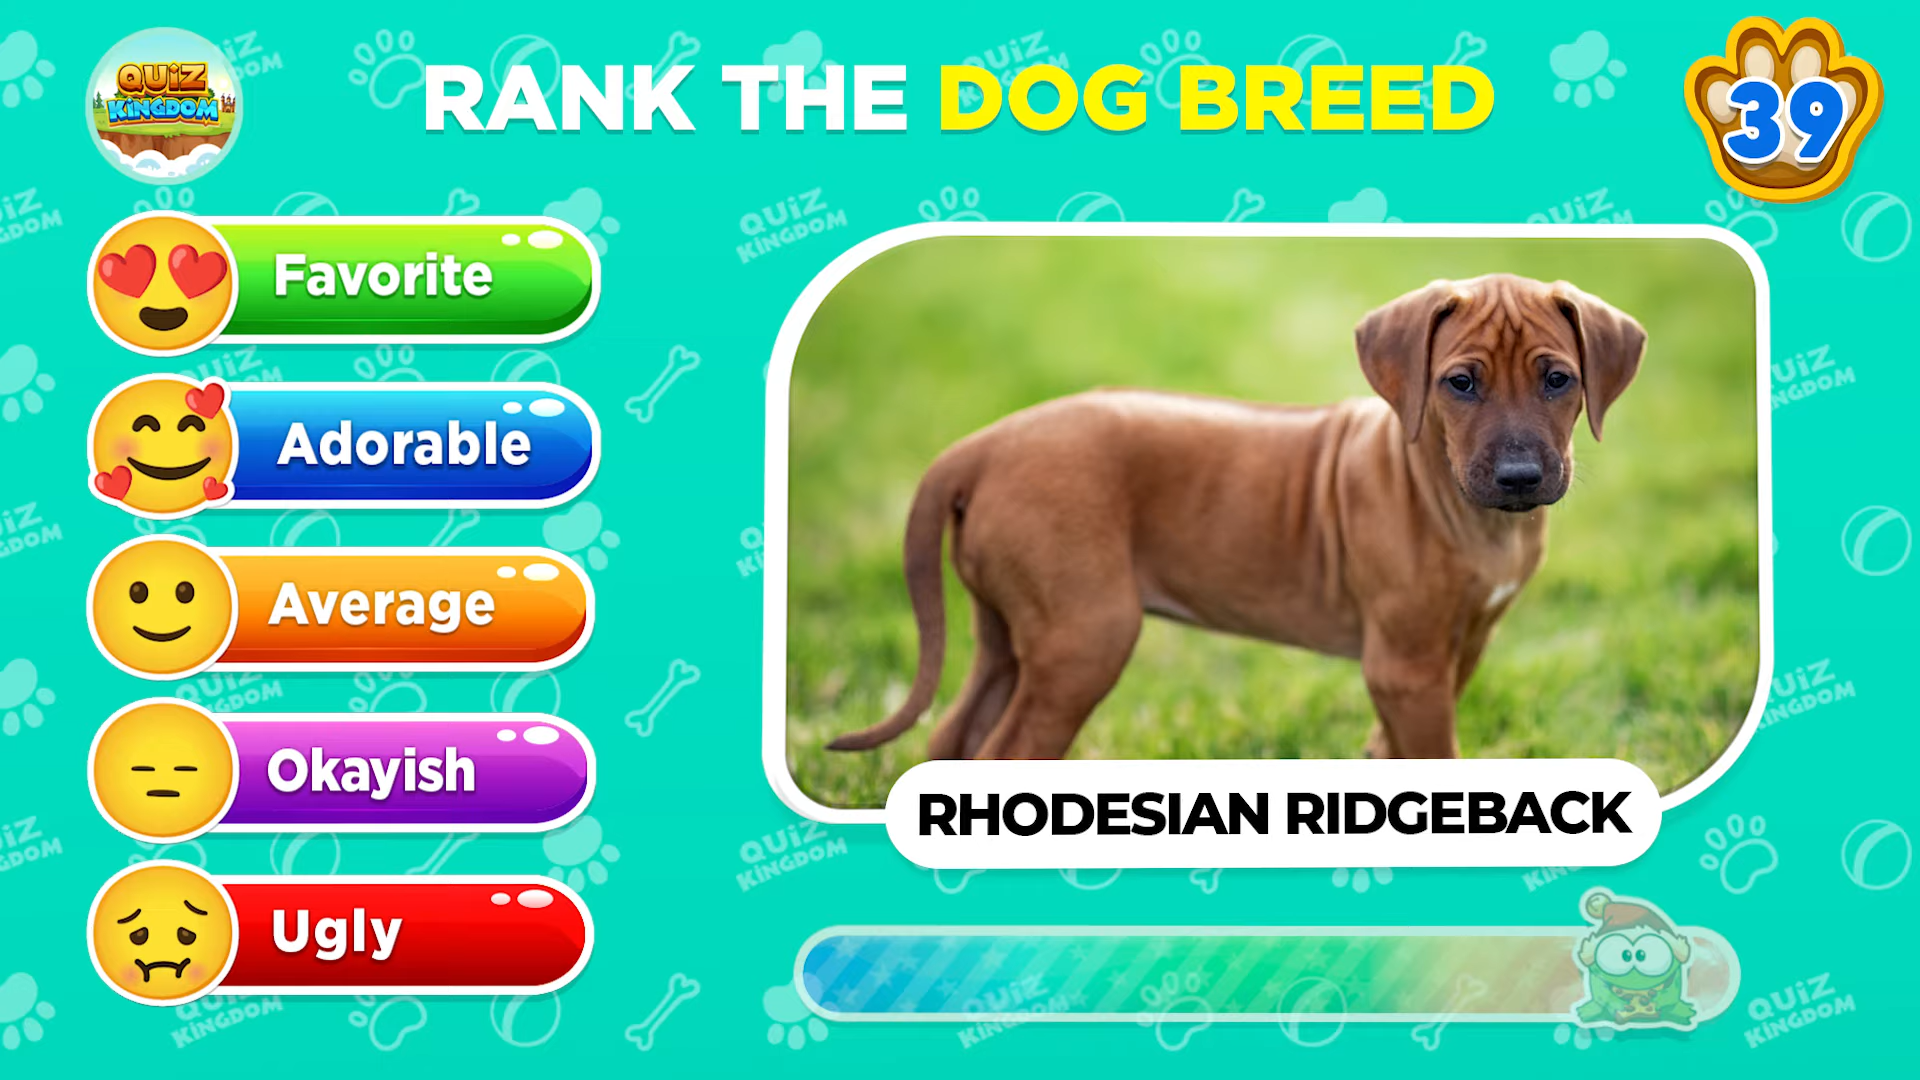 QUiZ
KiNGDOM
RANK THE DOG BREED
39
Favorite
Adorable
Average
Okayish
Ugly
RHODESIAN RIDGEBACK